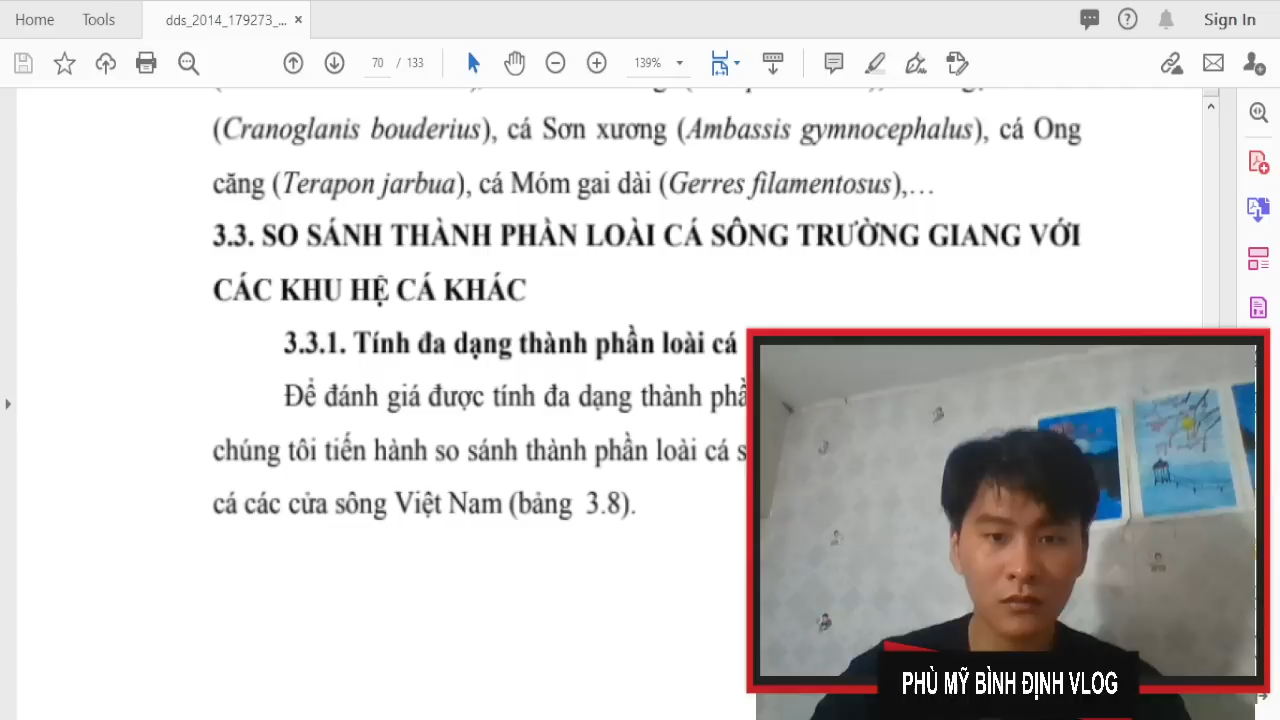 Home Tools dds_2014_179273_... × Sign In
70 / 133 139%
(Cranoglanis bouderius), cá Sơn xương (Ambassis gymnocephalus), cá Ong
căng (Terapon jarbua), cá Móm gai dài (Gerres filamentosus),…
3.3. SO SÁNH THÀNH PHẦN LOÀI CÁ SÔNG TRƯỜNG GIANG VỚI
CÁC KHU HỆ CÁ KHÁC
3.3.1. Tính đa dạng thành phần loài cá
Để đánh giá được tính đa dạng thành
chúng tôi tiến hành so sánh thành phần loài cá
cá các cửa sông Việt Nam (bảng 3.8).
PHÙ MỸ BÌNH ĐỊNH VLOG